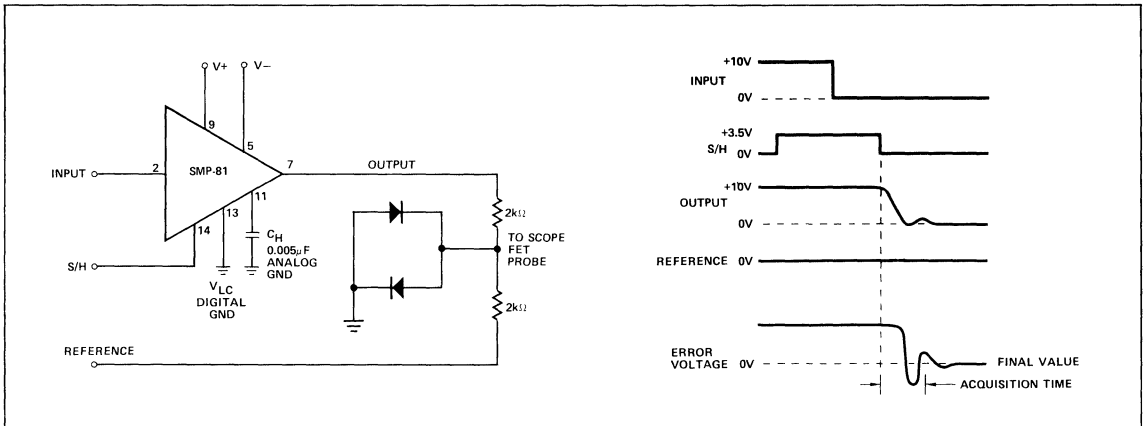 V+
V−
9
5
2
SMP-81
7
OUTPUT
INPUT
11
13
14
C_H
0.005μF
ANALOG
GND
S/H
V_LC
DIGITAL
GND
2kΩ
TO SCOPE
FET
PROBE
2kΩ
REFERENCE
+10V
INPUT
0V
+3.5V
S/H
0V
+10V
OUTPUT
0V
REFERENCE 0V
ERROR
VOLTAGE 0V
FINAL VALUE
ACQUISITION TIME